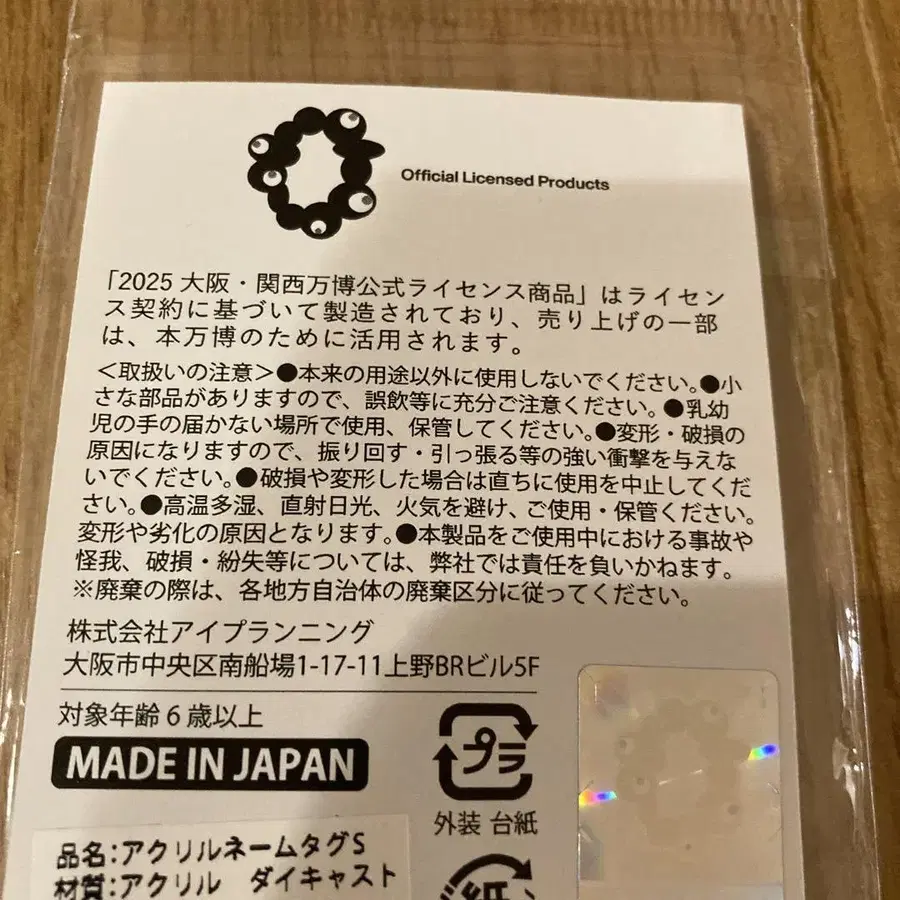 Official Licensed Products
「2025 大阪・関西万博公式ライセンス商品」はライセン
ス契約に基づいて製造されており、売り上げの一部
は、本万博のために活用されます。
＜取扱いの注意＞●本来の用途以外に使用しないでください。●小
さな部品がありますので、誤飲等に充分ご注意ください。●乳幼
児の手の届かない場所で使用、保管してください。●変形・破損の
原因になりますので、振り回す・引っ張る等の強い衝撃を与えな
いでください。●破損や変形した場合は直ちに使用を中止してくだ
さい。●高温多湿、直射日光、火気を避け、ご使用・保管ください。
変形や劣化の原因となります。●本製品をご使用中における事故や
怪我、破損・紛失等については、弊社では責任を負いかねます。
※廃棄の際は、各地方自治体の廃棄区分に従ってください。
株式会社アイプランニング
大阪市中央区南船場1-17-11上野BRビル5F
対象年齢6歳以上
MADE IN JAPAN
プラ
外装 台紙
品名:アクリルネームタグS
材質:アクリル ダイキャスト
紙